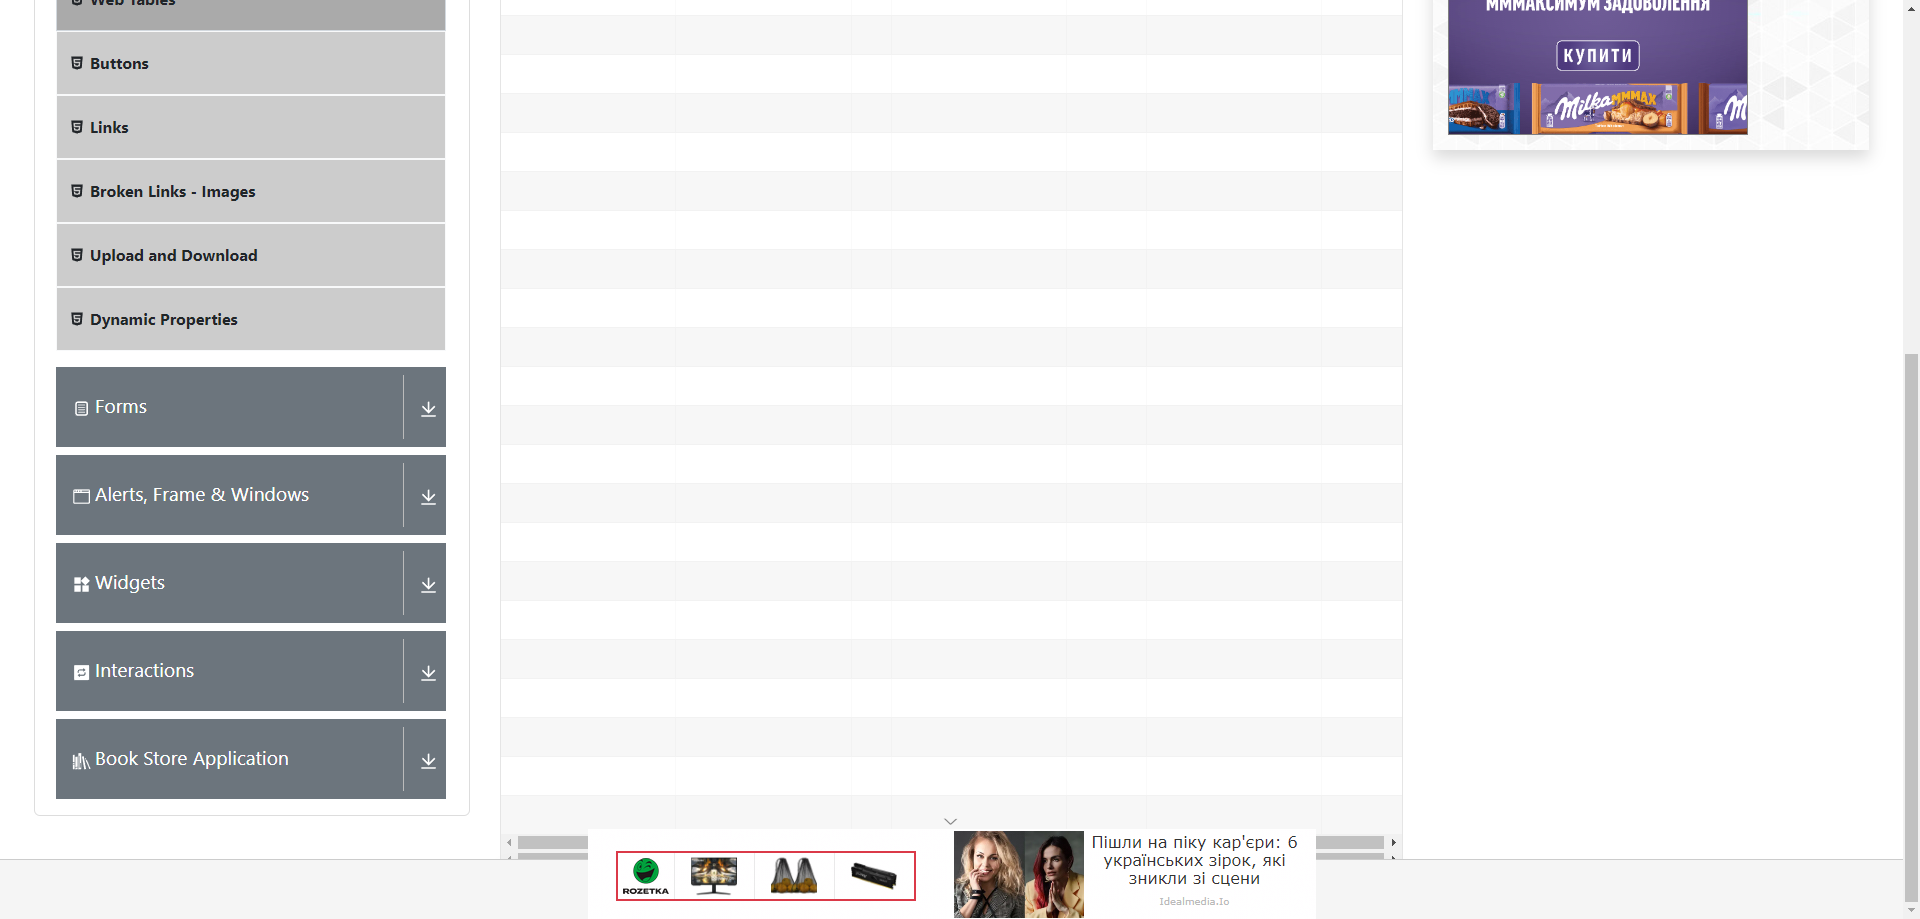 Web Tables
Buttons
Links
Broken Links - Images
Upload and Download
Dynamic Properties
Forms
Alerts, Frame & Windows
Widgets
Interactions
Book Store Application
МММАКСИМУМ ЗАДОВОЛЕННЯ
КУПИТИ
Milka МММАХ
ROZETKA
Пішли на піку кар'єри: 6
українських зірок, які
зникли зі сцени
Idealmedia.Io